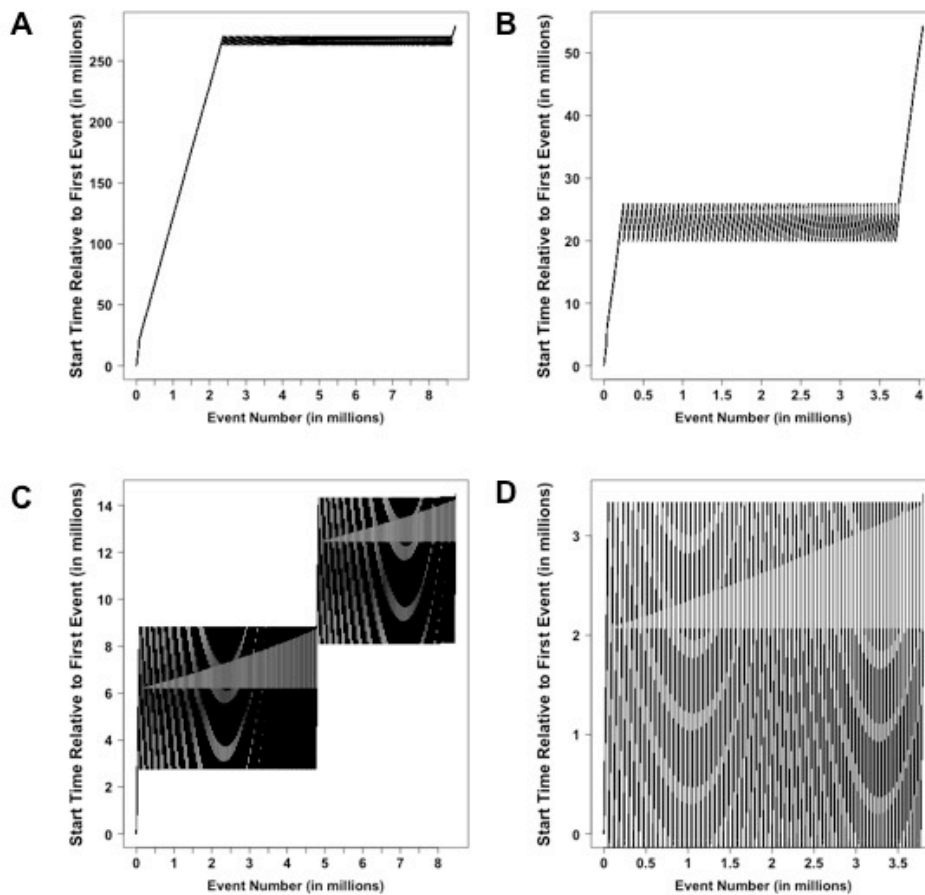 A
Start Time Relative to First Event (in millions)
250
200
150
100
50
0
0 1 2 3 4 5 6 7 8
Event Number (in millions)
B
Start Time Relative to First Event (in millions)
50
40
30
20
10
0
0 0.5 1 1.5 2 2.5 3 3.5 4
Event Number (in millions)
C
Start Time Relative to First Event (in millions)
14
12
10
8
6
4
2
0
0 1 2 3 4 5 6 7 8
Event Number (in millions)
D
Start Time Relative to First Event (in millions)
3
2
1
0
0 0.5 1 1.5 2 2.5 3 3.5
Event Number (in millions)